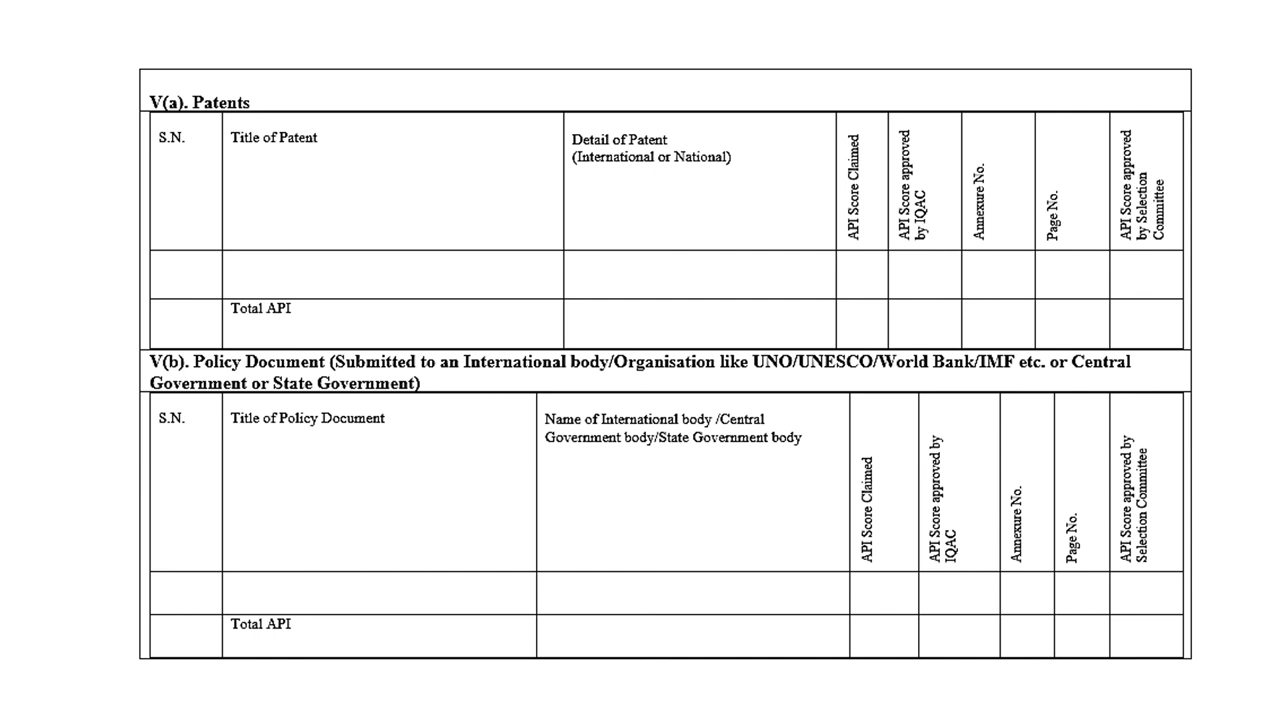 V(a). Patents
S.N.
Title of Patent
Detail of Patent
(International or National)
API Score Claimed
API Score approved
by IQAC
Annexure No.
Page No.
API Score approved
by Selection
Committee
Total API
V(b). Policy Document (Submitted to an International body/Organisation like UNO/UNESCO/World Bank/IMF etc. or Central
Government or State Government)
S.N.
Title of Policy Document
Name of International body /Central
Government body/State Government body
API Score Claimed
API Score approved by
IQAC
Annexure No.
Page No.
API Score approved by
Selection Committee
Total API